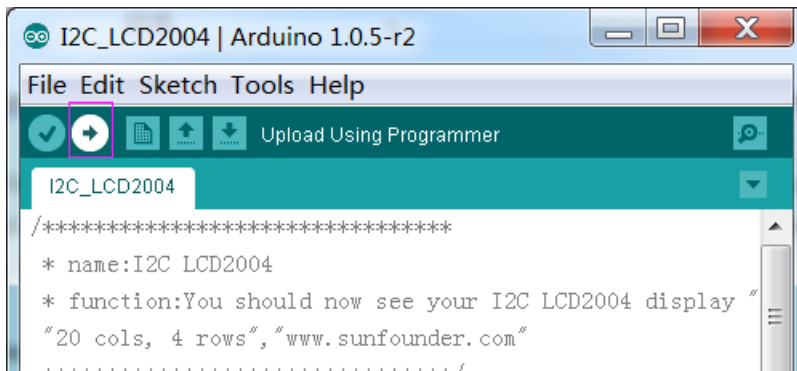 I2C_LCD2004 | Arduino 1.0.5-r2
File Edit Sketch Tools Help
Upload Using Programmer
I2C_LCD2004
/*********************************
* name:I2C LCD2004
* function:You should now see your I2C LCD2004 display "
"20 cols, 4 rows","www.sunfounder.com"